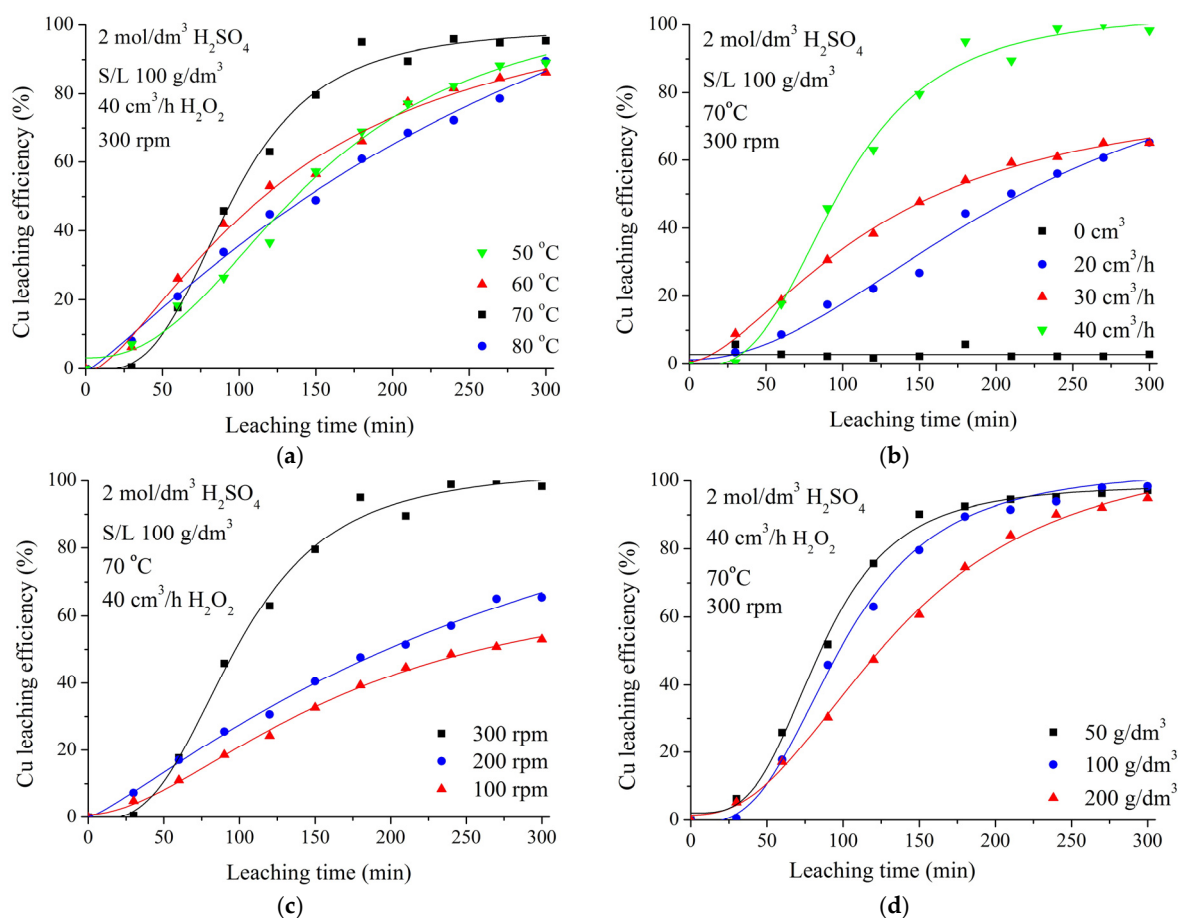 (a)
2 mol/dm³ H₂SO₄
S/L 100 g/dm³
40 cm³/h H₂O₂
300 rpm
Cu leaching efficiency (%)
100
80
60
40
20
0
50 °C
60 °C
70 °C
80 °C
0 50 100 150 200 250 300
Leaching time (min)
(a)
(b)
2 mol/dm³ H₂SO₄
S/L 100 g/dm³
70°C
300 rpm
Cu leaching efficiency (%)
100
80
60
40
20
0
0 cm³
20 cm³/h
30 cm³/h
40 cm³/h
0 50 100 150 200 250 300
Leaching time (min)
(b)
2 mol/dm³ H₂SO₄
S/L 100 g/dm³
70 °C
40 cm³/h H₂O₂
Cu leaching efficiency (%)
100
80
60
40
20
0
300 rpm
200 rpm
100 rpm
0 50 100 150 200 250 300
Leaching time (min)
(c)
2 mol/dm³ H₂SO₄
40 cm³/h H₂O₂
70°C
300 rpm
Cu leaching efficiency (%)
100
80
60
40
20
0
50 g/dm³
100 g/dm³
200 g/dm³
0 50 100 150 200 250 300
Leaching time (min)
(d)